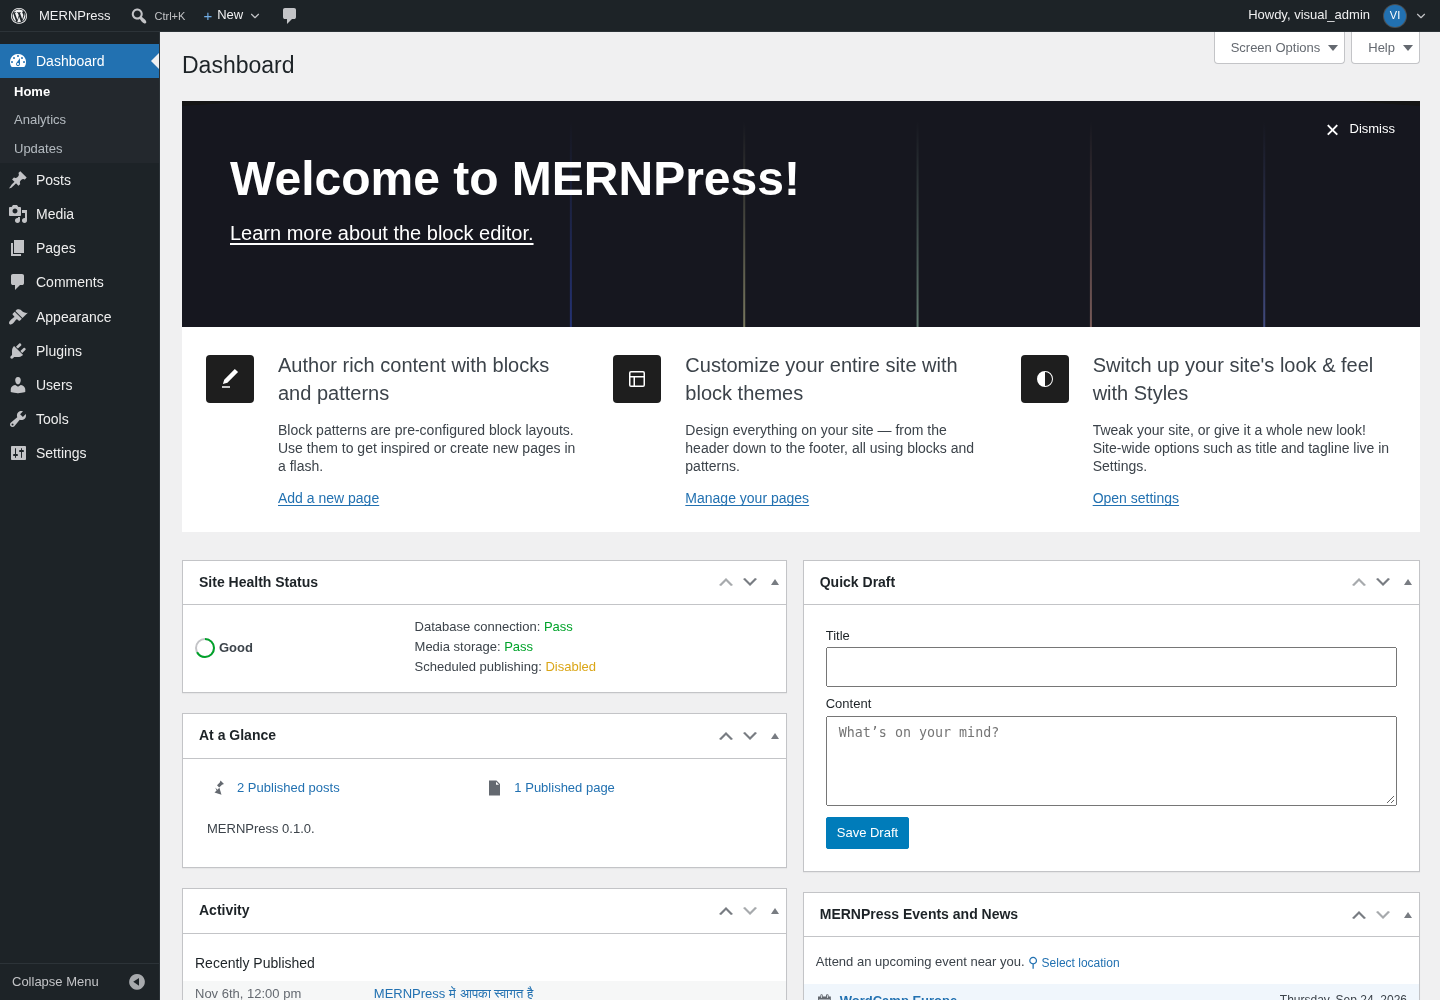 MERNPress
Ctrl+K
+ New
Howdy, visual_admin
VI
Dashboard
Home
Analytics
Updates
Posts
Media
Pages
Comments
Appearance
Plugins
Users
Tools
Settings
Collapse Menu
Screen Options
Help
Dashboard
Dismiss
Welcome to MERNPress!
Learn more about the block editor.
Author rich content with blocks
and patterns
Block patterns are pre-configured block layouts.
Use them to get inspired or create new pages in
a flash.
Add a new page
Customize your entire site with
block themes
Design everything on your site — from the
header down to the footer, all using blocks and
patterns.
Manage your pages
Switch up your site's look & feel
with Styles
Tweak your site, or give it a whole new look!
Site-wide options such as title and tagline live in
Settings.
Open settings
Site Health Status
Good
Database connection: Pass
Media storage: Pass
Scheduled publishing: Disabled
At a Glance
2 Published posts
1 Published page
MERNPress 0.1.0.
Activity
Recently Published
Nov 6th, 12:00 pm
MERNPress में आपका स्वागत है
Quick Draft
Title
Content
What’s on your mind?
Save Draft
MERNPress Events and News
Attend an upcoming event near you. Select location
WordCamp Europe
Thursday, Sep 24, 2026